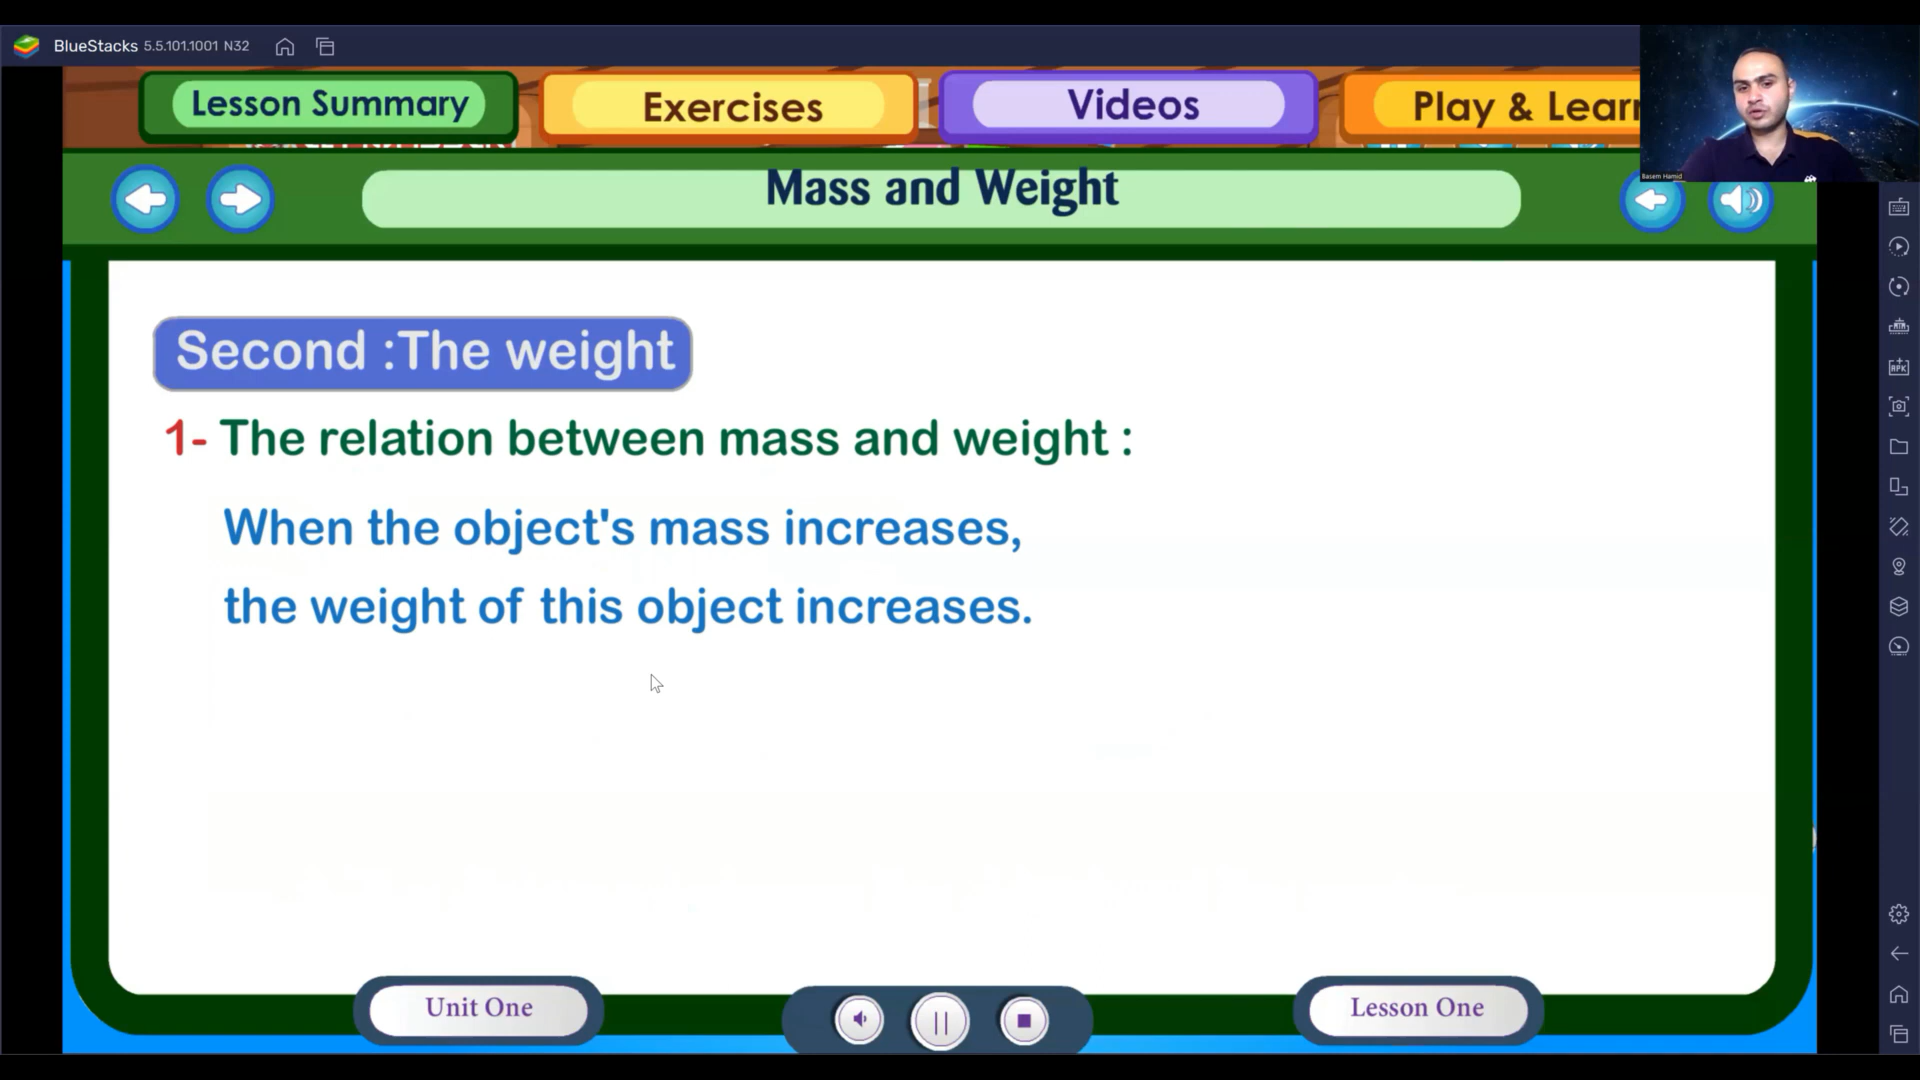 BlueStacks 5.5.101.1001 N32
Lesson Summary
Exercises
Videos
Play & Learn
Basem Hamid
Mass and Weight
Second :The weight
1- The relation between mass and weight :
When the object's mass increases,
the weight of this object increases.
Unit One
Lesson One